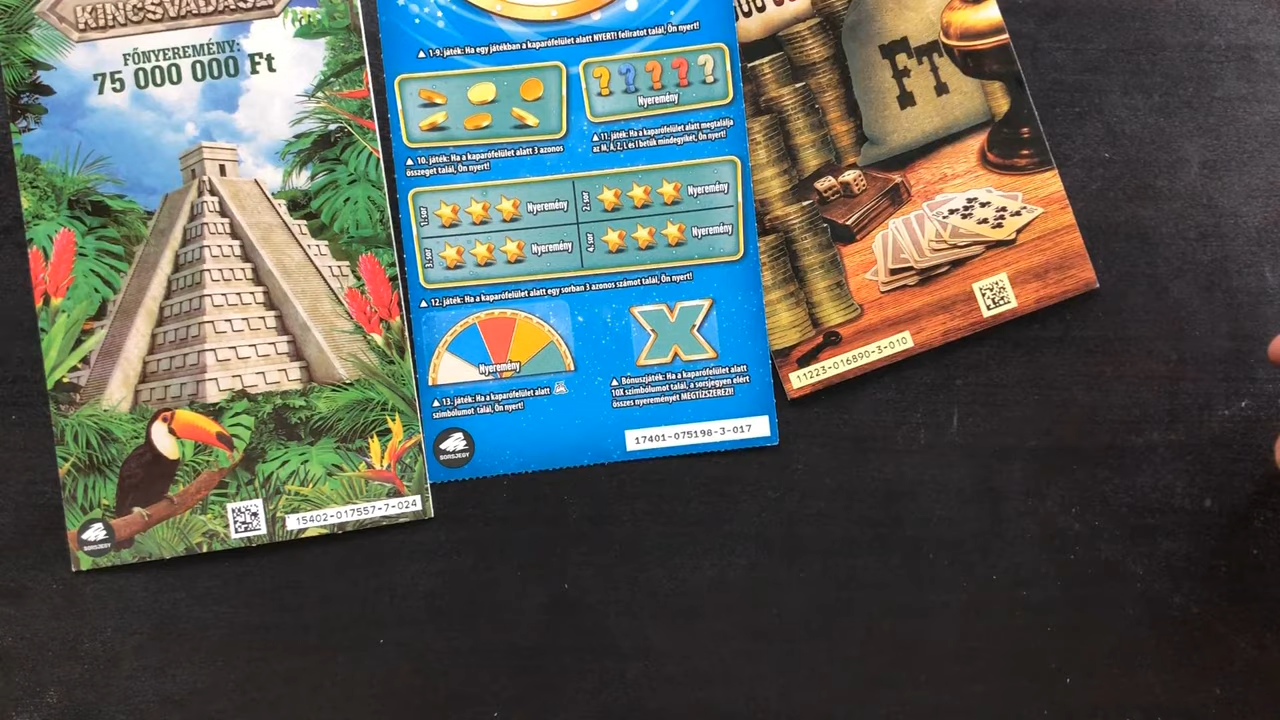 KINCSVADÁSZ
FŐNYEREMÉNY:
75 000 000 Ft
SORSJEGY
15402-017557-7-024
▲ 1-9. játék: Ha egy játékban a kaparófelület alatt NYERT! feliratot talál, Ön nyert!
? ? ? ? ?
Nyeremény
▲ 10. játék: Ha a kaparófelület alatt 3 azonos
összeget talál, Ön nyert!
▲ 11. játék: Ha a kaparófelület alatt megtalálja
az M, Á, Z, L és I betűk mindegyikét, Ön nyert!
1. sor Nyeremény
2. sor Nyeremény
3. sor Nyeremény
4. sor Nyeremény
▲ 12. játék: Ha a kaparófelület alatt egy sorban 3 azonos számot talál, Ön nyert!
Nyeremény
X
▲ 13. játék: Ha a kaparófelület alatt
szimbólumot talál, Ön nyert!
▲ Bónuszjáték: Ha a kaparófelület alatt
10X szimbólumot talál, a sorsjegyen elért
összes nyereményét MEGTÍZSZEREZI!
SORSJEGY
17401-075198-3-017
FT
11223-016890-3-010